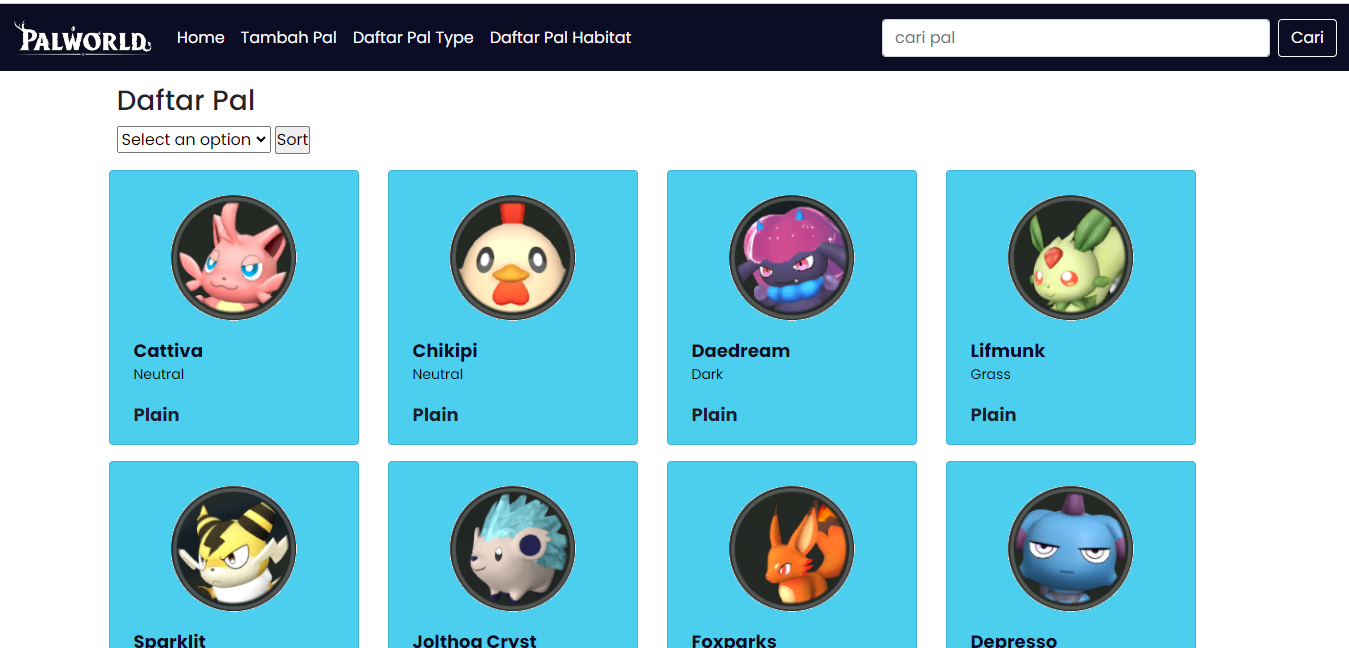 PALWORLD
Home Tambah Pal Daftar Pal Type Daftar Pal Habitat cari pal Cari
Daftar Pal
Select an option Sort
Cattiva Chikipi Daedream Lifmunk
Neutral Neutral Dark Grass
Plain Plain Plain Plain
Sparklit Jolthog Cryst Foxparks Depresso